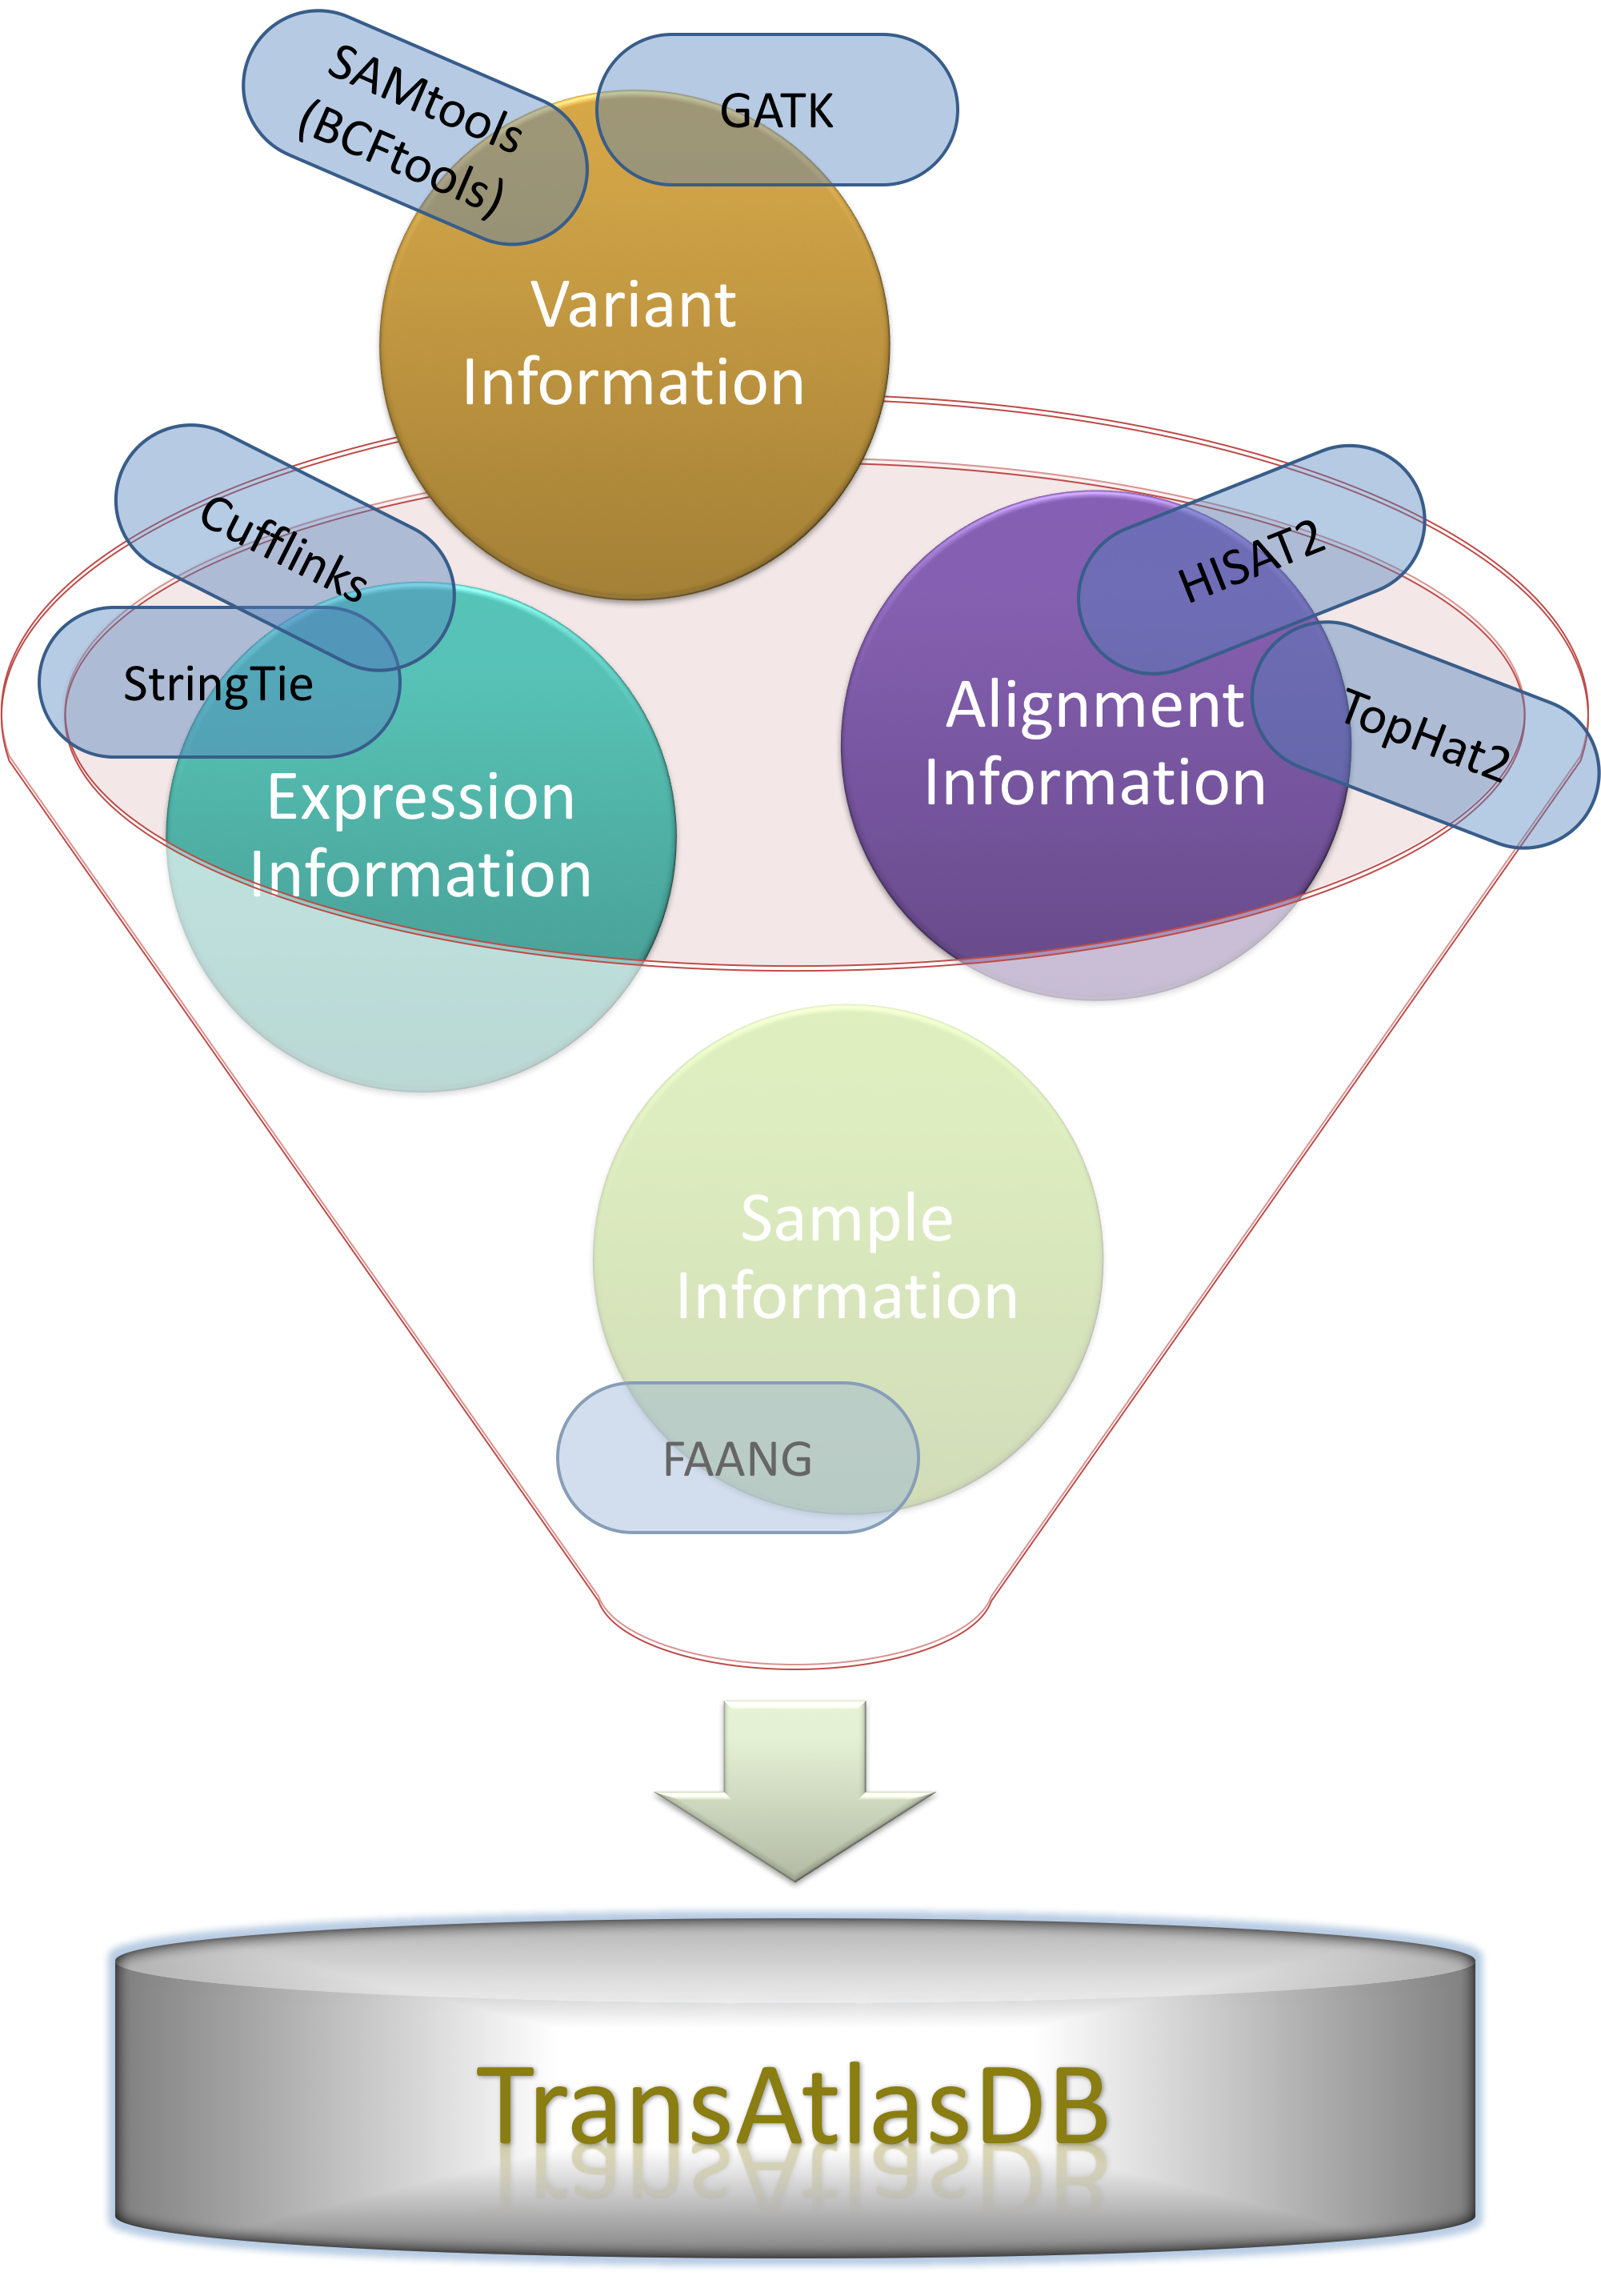 SAMtools
(BCFtools)
GATK
Variant
Information
Cufflinks
StringTie
Expression
Information
HISAT2
TopHat2
Alignment
Information
Sample
Information
FAANG
TransAtlasDB